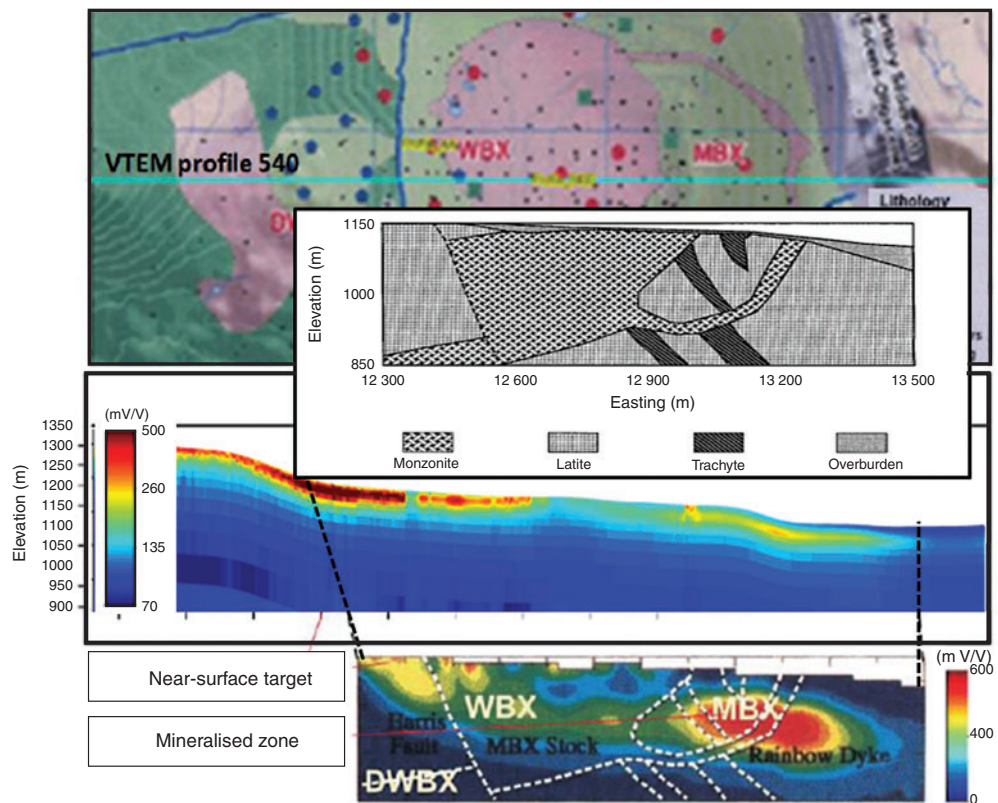 VTEM profile 540
WBX
MBX
Lithology
Elevation (m)
1150
1000
850
12 300
12 600
12 900
13 200
13 500
Easting (m)
Monzonite
Latite
Trachyte
Overburden
(mV/V)
500
260
135
70
Elevation (m)
1350
1300
1250
1200
1150
1100
1050
1000
950
900
Near-surface target
Mineralised zone
WBX
MBX
Harris
Fault
MBX Stock
Rainbow Dyke
DWBX
(m V/V)
600
400
0